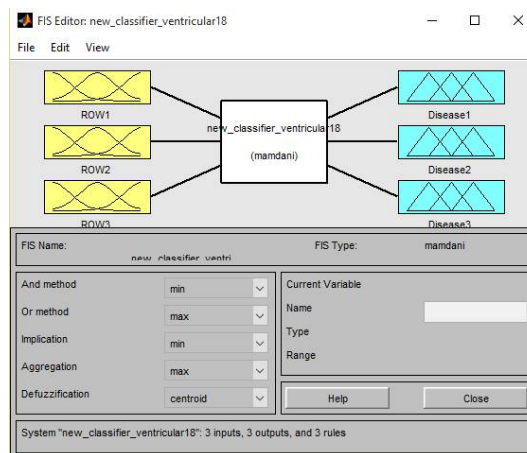 FIS Editor: new_classifier_ventricular18
File Edit View
ROW1
ROW2
ROW3
new_classifier_ventricular18
(mamdani)
Disease1
Disease2
Disease3
FIS Name: new_classifier_ventri FIS Type: mamdani
And method min
Or method max
Implication min
Aggregation max
Defuzzification centroid
Current Variable
Name
Type
Range
Help Close
System "new_classifier_ventricular18": 3 inputs, 3 outputs, and 3 rules